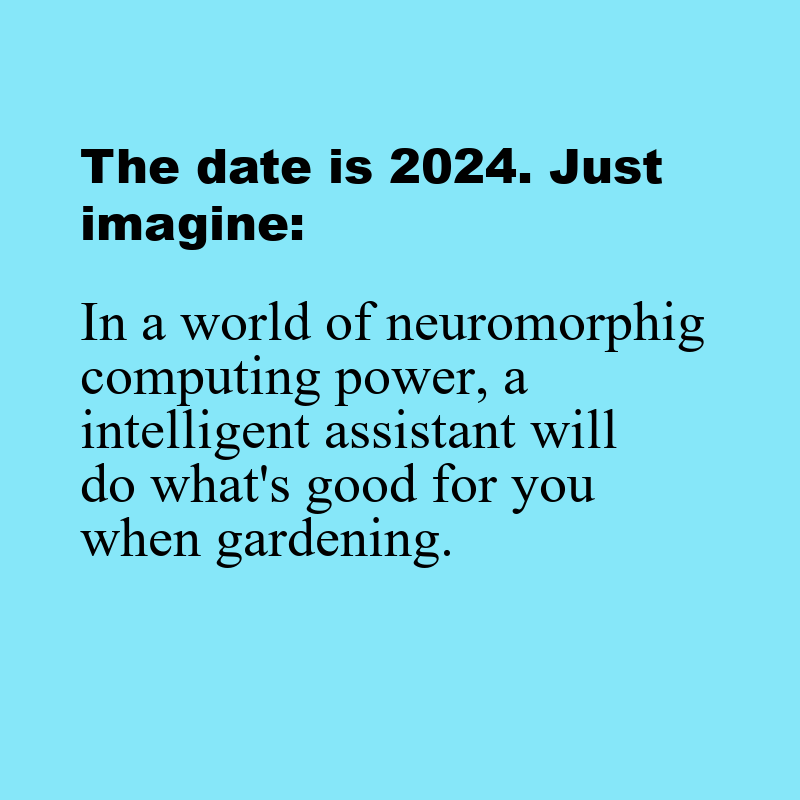 The date is 2024. Just
imagine:
In a world of neuromorphig
computing power, a
intelligent assistant will
do what's good for you
when gardening.